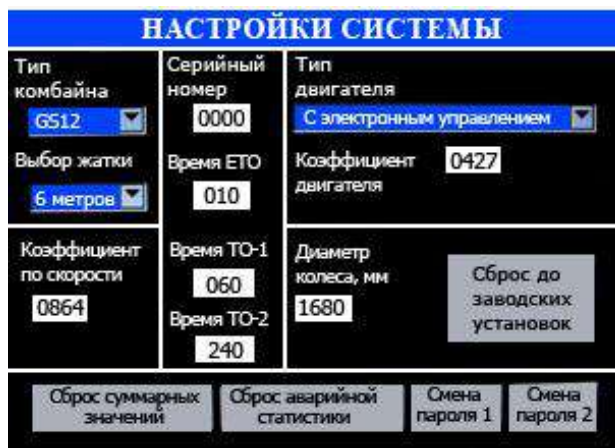 НАСТРОЙКИ СИСТЕМЫ
Тип
комбайна
GS12
Выбор жатки
6 метров
Серийный
номер
0000
Время ЕТО
010
Тип
двигателя
С электронным управлением
Коэффициент
двигателя
0427
Коэффициент
по скорости
0864
Время ТО-1
060
Время ТО-2
240
Диаметр
колеса, мм
1680
Сброс до
заводских
установок
Сброс суммарных
значений
Сброс аварийной
статистики
Смена
пароля 1
Смена
пароля 2